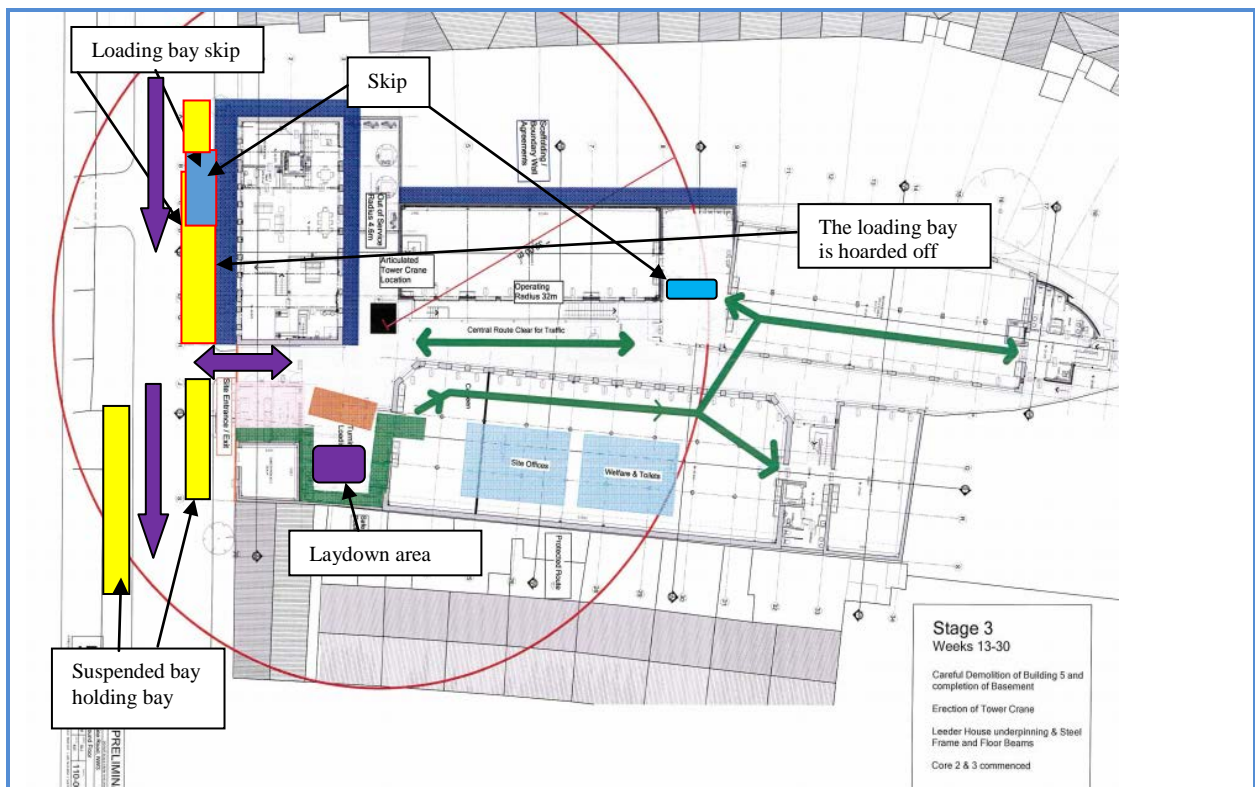 Loading bay skip
Skip
Scaffolding /
Boundary Wall
Agreements
Out of Service
Radius 4.6m
The loading bay
is hoarded off
Articulated
Tower Crane
Location
Operating
Radius 32m
Central Route Clear for Traffic
Site Entrance / Exit
Site Offices
Welfare & Toilets
Laydown area
Protected Route
Suspended bay
holding bay
Stage 3
Weeks 13-30
Careful Demolition of Building 5 and
completion of Basement
Erection of Tower Crane
Leeder House underpinning & Steel
Frame and Floor Beams
Core 2 & 3 commenced